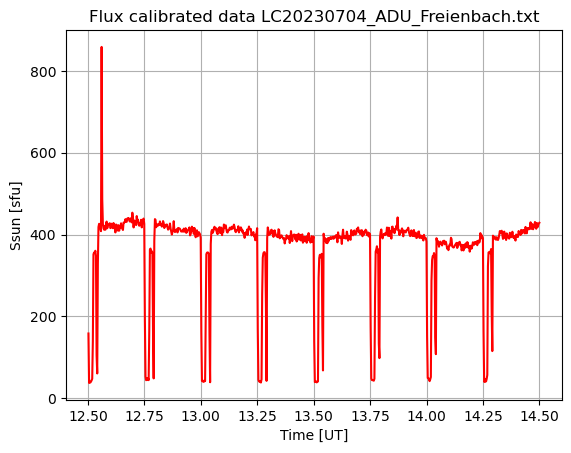 Flux calibrated data LC20230704_ADU_Freienbach.txt
Ssun [sfu]
800
600
400
200
0
12.50 12.75 13.00 13.25 13.50 13.75 14.00 14.25 14.50
Time [UT]